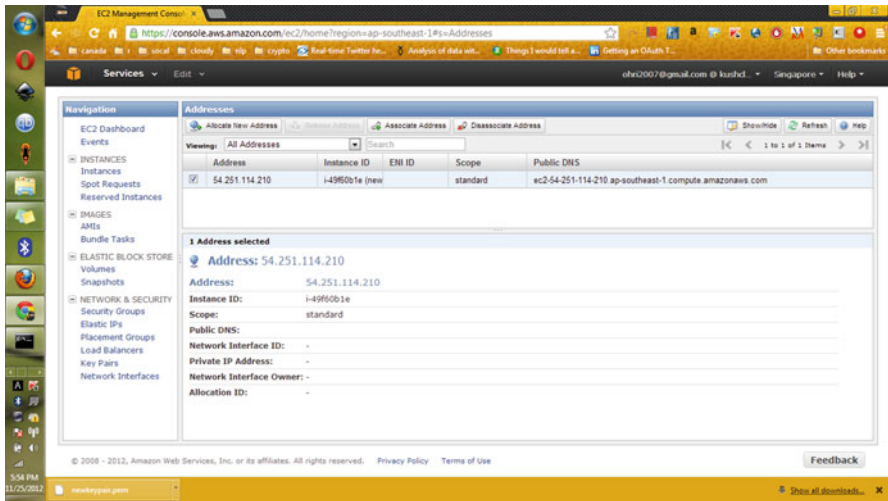 EC2 Management Consol
https://console.aws.amazon.com/ec2/home?region=ap-southeast-1#s=Addresses
canada
social
cloudy
crypto
Real-time Twitter fe...
Analysis of data wit...
Things I would tell a...
Getting an OAuth T...
Other bookmarks
Services
Edit
ohri2007@gmail.com @ kushd...
Singapore
Help
Navigation
EC2 Dashboard
Events
INSTANCES
Instances
Spot Requests
Reserved Instances
IMAGES
AMIs
Bundle Tasks
ELASTIC BLOCK STORE
Volumes
Snapshots
NETWORK & SECURITY
Security Groups
Elastic IPs
Placement Groups
Load Balancers
Key Pairs
Network Interfaces
Addresses
Allocate New Address
Release Address
Associate Address
Disassociate Address
Show/Hide
Refresh
Help
Viewing: All Addresses
Search
1 to 1 of 1 Items
Address Instance ID ENI ID Scope Public DNS
54.251.114.210 i-49f60b1e (new standard ec2-54-251-114-210.ap-southeast-1.compute.amazonaws.com
1 Address selected
Address: 54.251.114.210
Address: 54.251.114.210
Instance ID: i-49f60b1e
Scope: standard
Public DNS:
Network Interface ID: -
Private IP Address: -
Network Interface Owner: -
Allocation ID: -
© 2008 - 2012, Amazon Web Services, Inc. or its affiliates. All rights reserved. Privacy Policy Terms of Use
Feedback
5:54 PM
11/25/2012
newkeypair.pem
Show all downloads...